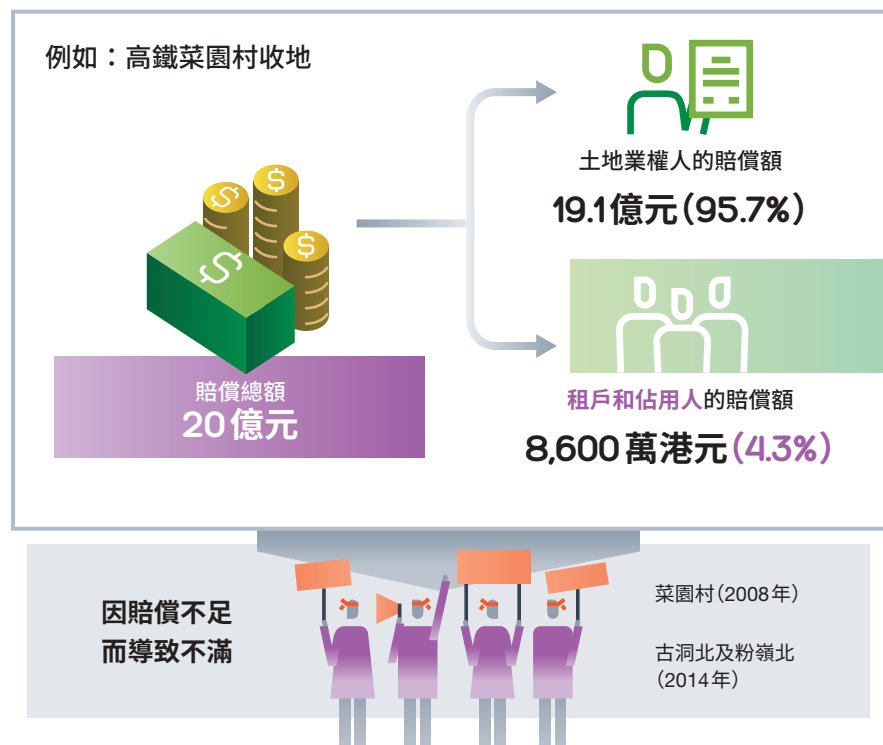 例如：高鐵菜園村收地
土地業權人的賠償額
19.1億元(95.7%)
賠償總額
20億元
租戶和佔用人的賠償額
8,600萬港元(4.3%)
因賠償不足
而導致不滿
菜園村(2008年)
古洞北及粉嶺北
(2014年)